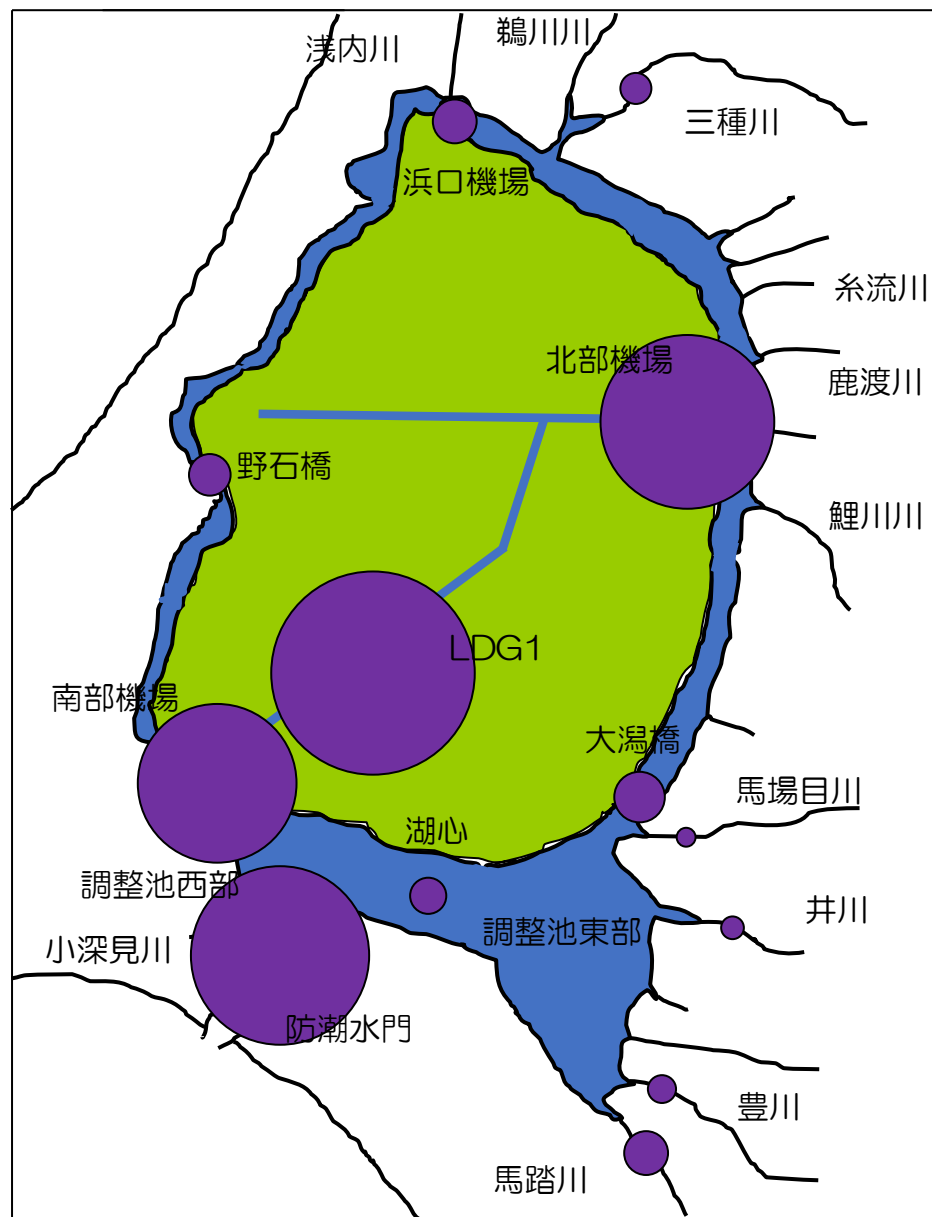 鵜川川
浅内川
三種川
浜口機場
糸流川
北部機場
鹿渡川
野石橋
鯉川川
LDG1
南部機場
大潟橋
馬場目川
湖心
調整池西部
井川
調整池東部
小深見川
防潮水門
豊川
馬踏川